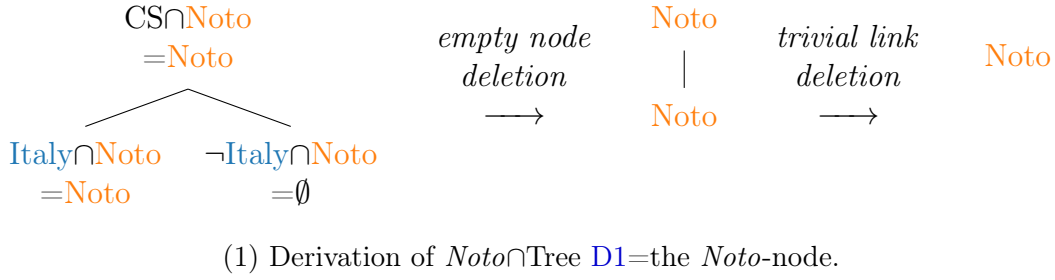 CS∩Noto
=Noto
Italy∩Noto
=Noto
¬Italy∩Noto
=∅
empty node
deletion
⟶
Noto
Noto
trivial link
deletion
⟶
Noto
(1) Derivation of Noto∩Tree D1=the Noto-node.